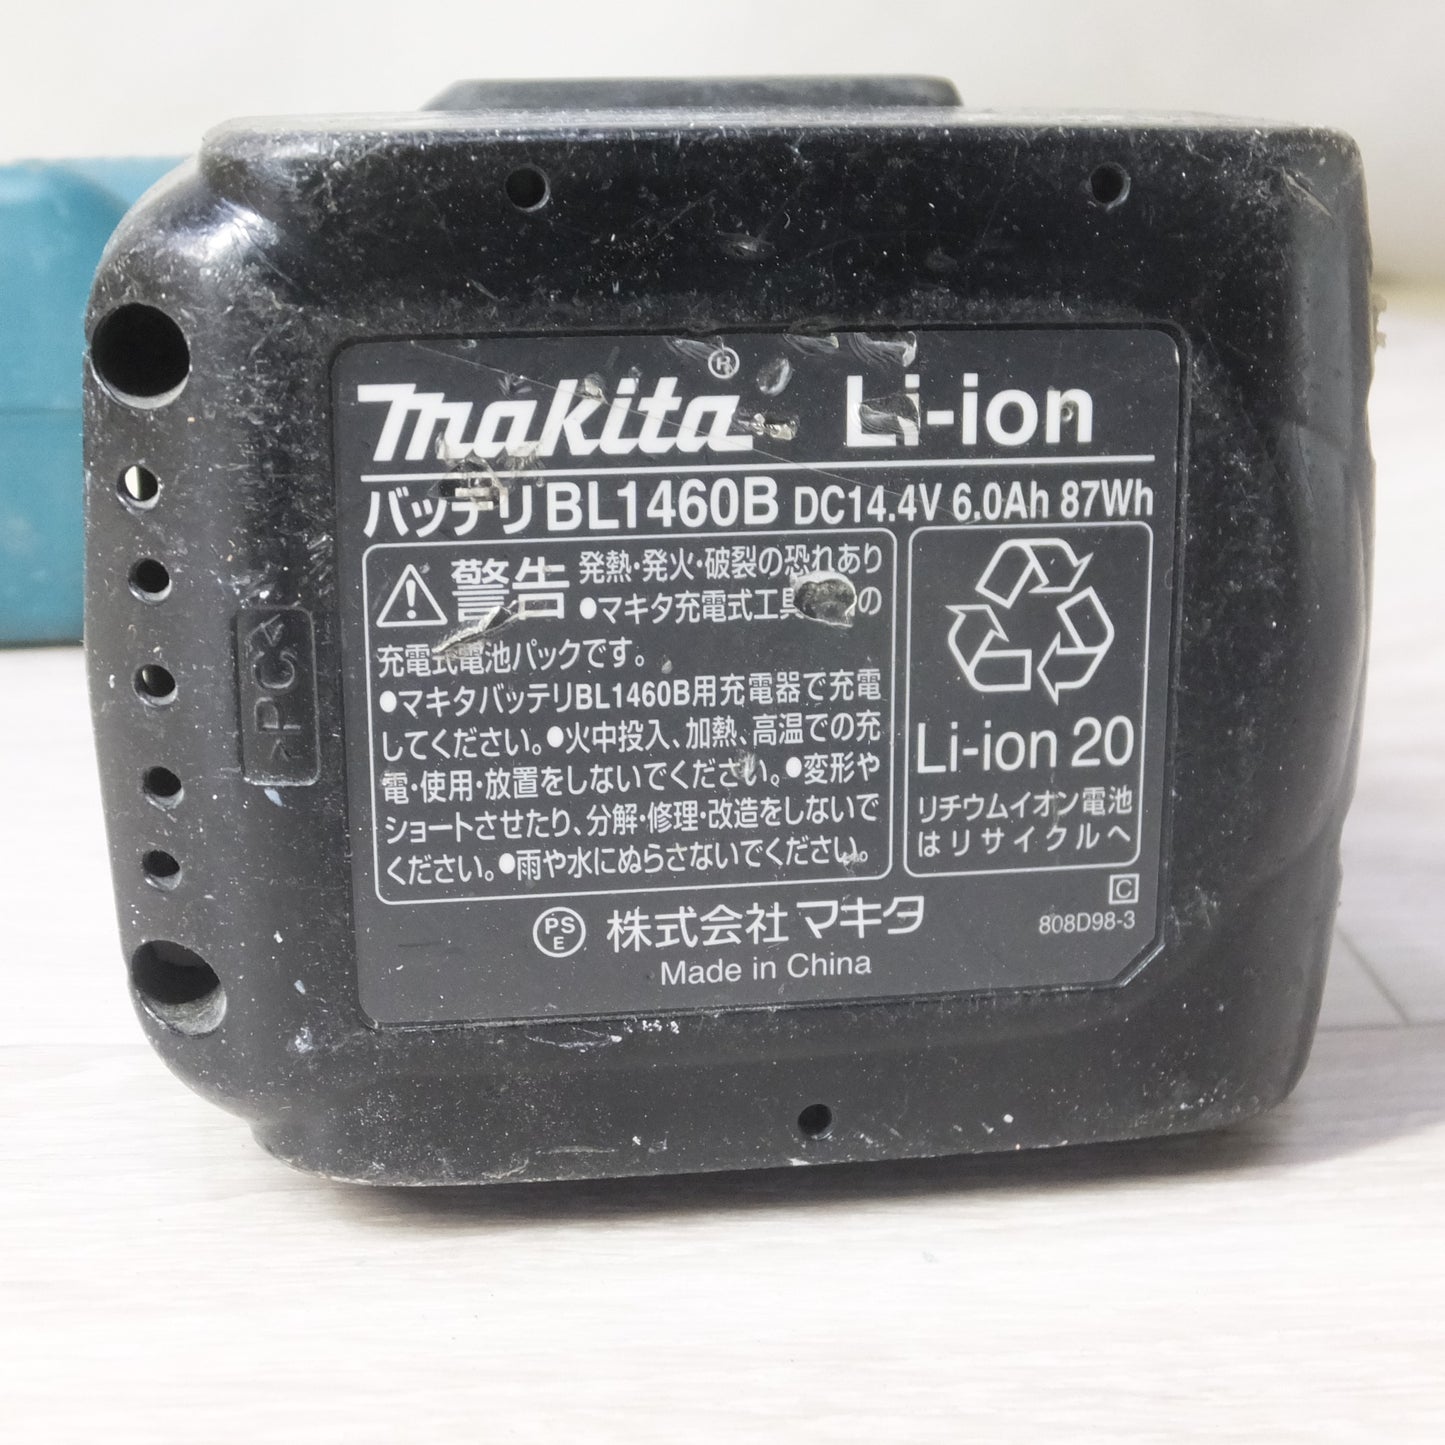 makita® Li-ion
バッテリBL1460B DC14.4V 6.0Ah 87Wh
警告 発熱・発火・破裂の恐れあり
●マキタ充電式工具 の
充電式電池パックです。
●マキタバッテリBL1460B用充電器で充電
してください。●火中投入、加熱、高温での充
電・使用・放置をしないでください。●変形や
ショートさせたり、分解・修理・改造をしないで
ください。●雨や水にぬらさないでください。
Li-ion 20
リチウムイオン電池
はリサイクルへ
PS
E
株式会社マキタ
Made in China
C
808D98-3
>PC<